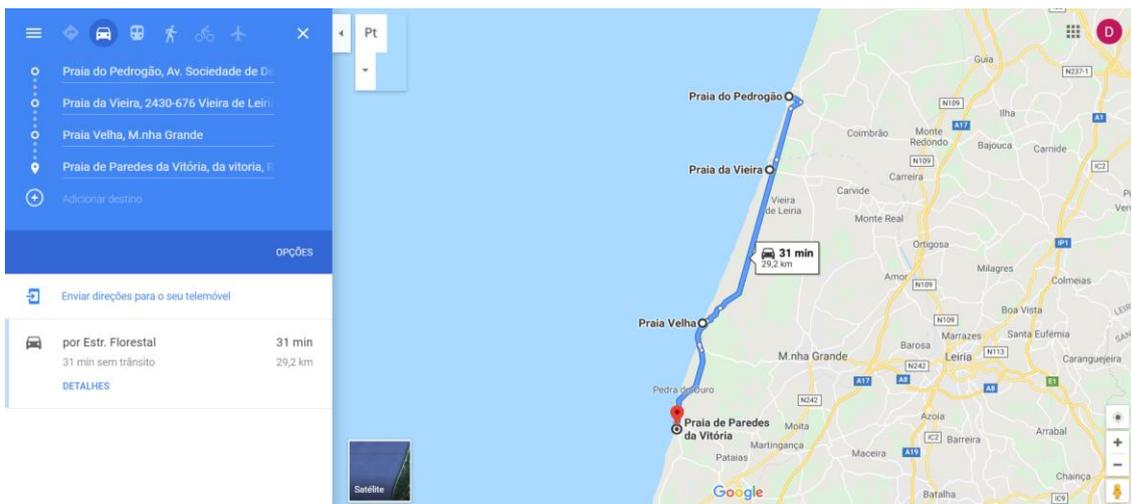 Praia do Pedrogão, Av. Sociedade de De
Praia da Vieira, 2430-676 Vieira de Leiri
Praia Velha, M.nha Grande
Praia de Paredes da Vitória, da vitoria, P
Adicionar destino
OPÇÕES
Enviar direções para o seu telemóvel
por Estr. Florestal
31 min
31 min sem trânsito
29,2 km
DETALHES
Pt
D
Guia
N237-1
Praia do Pedrogão
N109
Ilha
A17
A1
Coimbrão
Monte
Redondo
Bajouca
Carnide
N109
IC2
Praia da Vieira
Carreira
Carvide
Vieira
de Leiria
Monte Real
Ortigosa
IP1
31 min
29,2 km
Milagres
Amor
N109
Colmeias
Boa Vista
Praia Velha
N109
Marrazes
Santa Eufémia
Barosa
M.nha Grande
N242
Leiria
N113
Caranguejeira
A17
A8
E1
A8
Pedra do Ouro
N242
Azoia
Praia de Paredes
da Vitória
Moita
IC2
Barreira
Arrabal
Martingança
Maceira
A19
Pataias
Chainça
Satélite
Google
Batalha
IC9